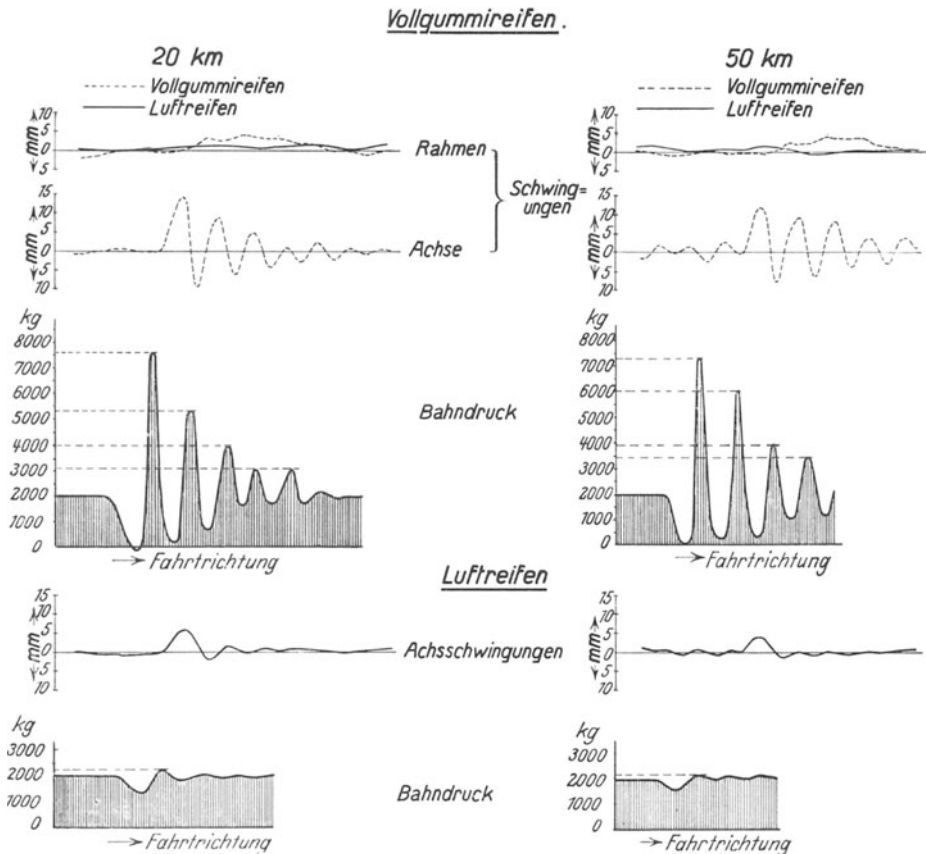 Vollgummireifen.
20 km
Vollgummireifen
Luftreifen
50 km
Vollgummireifen
Luftreifen
10
5
0
5
mm
Rahmen
10
5
0
5
mm
Schwing=
ungen
15
10
5
0
5
10
mm
Achse
15
10
5
0
5
10
mm
kg
8000
7000
6000
5000
4000
3000
2000
1000
0
Fahrtrichtung
Bahndruck
kg
8000
7000
6000
5000
4000
3000
2000
1000
0
Fahrtrichtung
Luftreifen
15
10
5
0
5
10
mm
Achsschwingungen
15
10
5
0
5
10
mm
kg
3000
2000
1000
0
Fahrtrichtung
Bahndruck
kg
3000
2000
1000
0
Fahrtrichtung